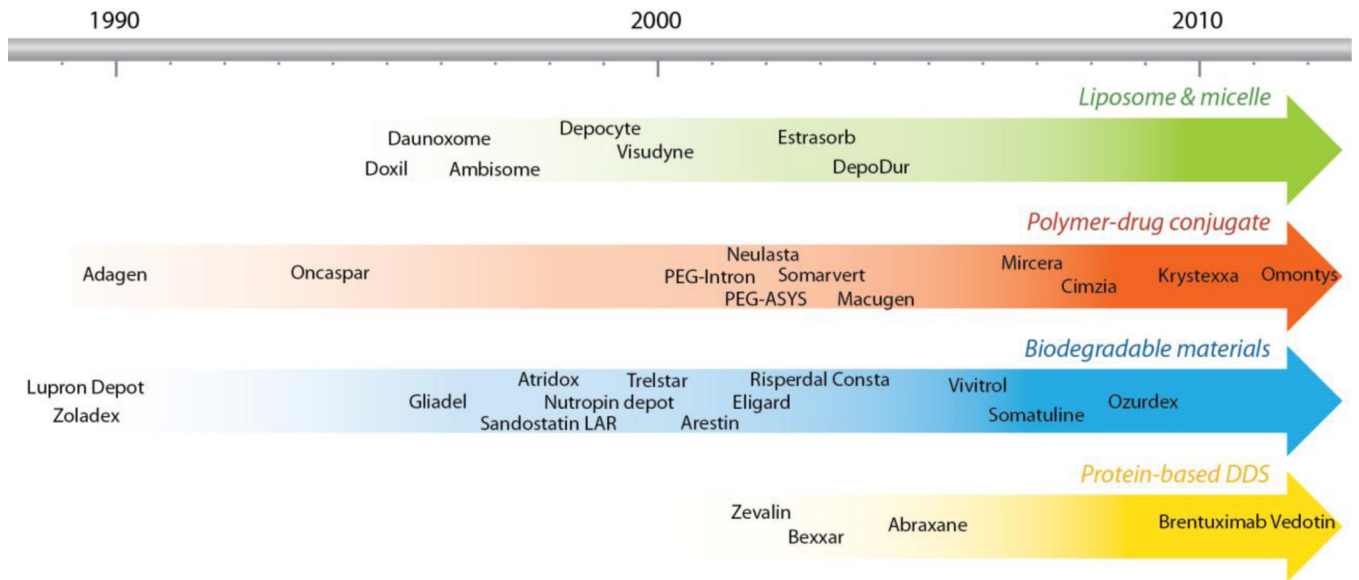 1990 2000 2010
Liposome & micelle
Daunoxome Depocyte Estrasorb
Visudyne
Doxil Ambisome DepoDur
Polymer-drug conjugate
Neulasta
Mircera
Adagen Oncaspar PEG-Intron Somarvert Krystexxa Omontys
Cimzia
PEG-ASYS Macugen
Biodegradable materials
Atridox Trelstar Risperdal Consta
Lupron Depot Vivitrol
Gliadel Nutropin depot Eligard Ozurdex
Zoladex Somatuline
Sandostatin LAR Arestin
Protein-based DDS
Zevalin
Abraxane Brentuximab Vedotin
Bexxar